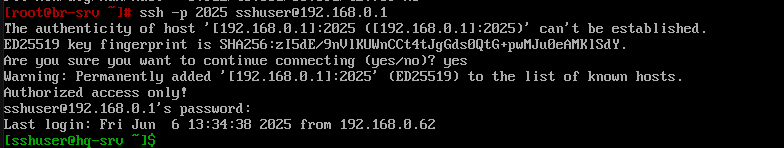 [root@br-srv ~]# ssh -p 2025 sshuser@192.168.0.1
The authenticity of host '[192.168.0.1]:2025 ([192.168.0.1]:2025)' can't be established.
ED25519 key fingerprint is SHA256:zI5dE/9nVlKUWnCCt4tJgGds0QtG+pwMJu0eAMKlSdY.
Are you sure you want to continue connecting (yes/no)? yes
Warning: Permanently added '[192.168.0.1]:2025' (ED25519) to the list of known hosts.
Authorized access only!
sshuser@192.168.0.1's password:
Last login: Fri Jun  6 13:34:38 2025 from 192.168.0.62
[sshuser@hq-srv ~]$